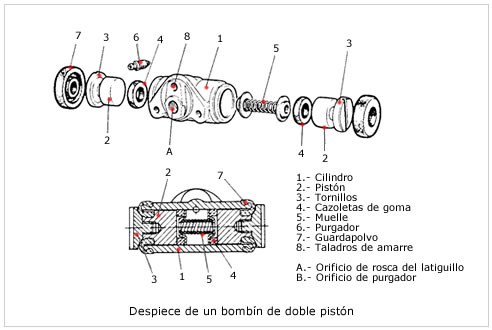 7
3
6
4
8
1
5
3
2
A
4
2
2
7
3
1
5
4
1.- Cilindro
2.- Pistón
3.- Tornillos
4.- Cazoletas de goma
5.- Muelle
6.- Purgador
7.- Guardapolvo
8.- Taladros de amarre
A.- Orificio de rosca del latiguillo
B.- Orificio de purgador
Despiece de un bombín de doble pistón